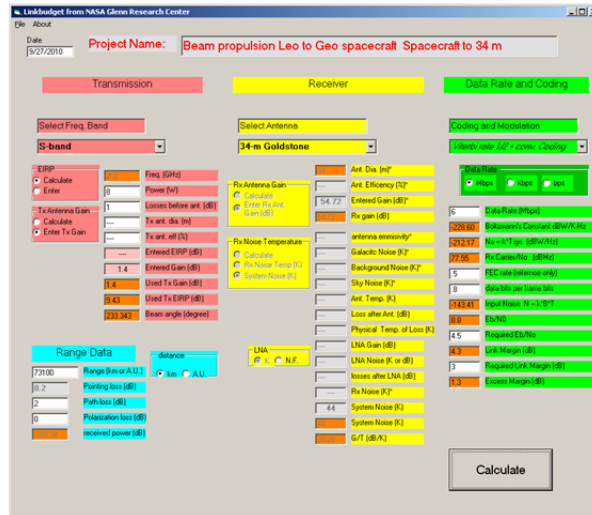 Linkbudget from NASA Glenn Research Center
File About
Date
9/27/2010
Project Name:
Beam propulsion Leo to Geo spacecraft Spacecraft to 34 m
Transmission
Select Freq. Band
S-band
EIRP
Calculate
Enter
Tx Antenna Gain
Calculate
Enter Tx Gain
Freq. (GHz)
8 Power (W)
1 Losses before ant. (dB)
--- Tx ant. dia. (m)
--- Tx ant. eff (%)
---- Entered EIRP (dB)
1.4 Entered Gain (dB)
1.4 Used Tx Gain (dB)
9.43 Used Tx EIRP (dB)
233.343 Beam angle (degree)
Range Data
distance
km A.U.
73100 Range (km or A.U.)
0.2 Pointing loss (dB)
2 Path loss (dB)
0 Polarization loss (dB)
received power (dB)
Receiver
Select Antenna
34-m Goldstone
Rx Antenna Gain
Calculate
Enter Rx Ant. Gain (dB)
Rx Noise Temperature
Calculate
Rx Noise Temp (K)
System Noise (K)
LNA
K N.F.
Ant. Dia. (m)*
--- Ant. Efficency (%)*
54.72 Entered Gain (dB)*
Rx gain (dB)
--- antenna emmisivity*
--- Galacitc Noise (K)*
--- Background Noise (K)*
--- Sky Noise (K)*
--- Ant. Temp. (K)
--- Loss after Ant. (dB)
--- Physical Temp. of Loss (K)
--- LNA Gain (dB)
--- LNA Noise (K or dB)
--- losses after LNA (dB)
--- Rx Noise (K)*
44 System Noise (K)
System Noise (K)
G/T (dB/K)
Data Rate and Coding
Coding and Modulation
Viterbi rate 1/2 + conv. Coding
Data Rate
Mbps kbps bps
6 Data Rate (Mbps)
-228.60 Boltzmann's Constant dBW/K-Hz
-212.17 No = k*Tsys (dBW/Hz)
77.55 Rx Carrier/No (dBHz)
.5 FEC rate (refernce only)
.8 data bits per frame bits
-143.41 Input Noise N = k*B*T
8.8 Eb/N0
4.5 Required Eb/No
4.3 Link Margin (dB)
3 Required Link Margin (dB)
1.3 Excess Margin (dB)
Calculate